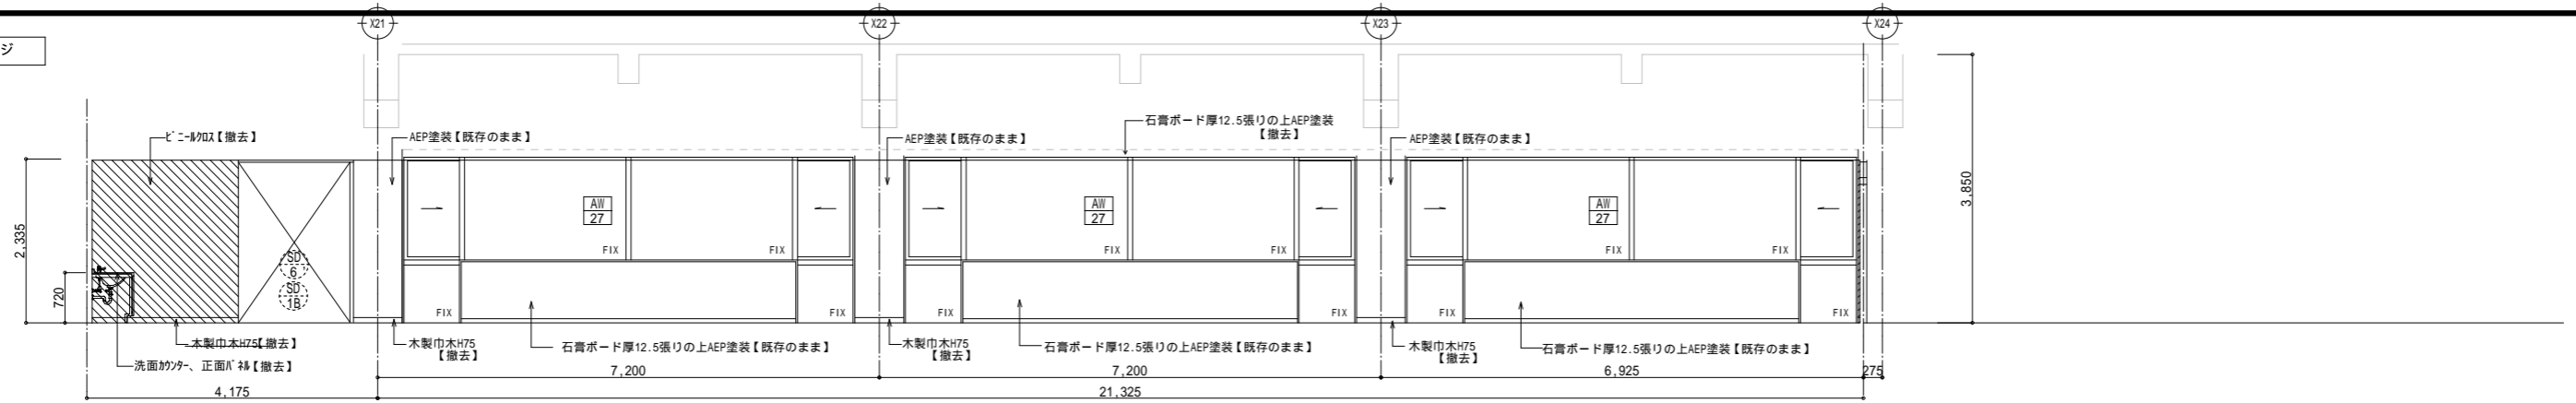 X21
X22
X23
X24
ジ
ビニールクロス【撤去】
AEP塗装【既存のまま】
AEP塗装【既存のまま】
石膏ボード厚12.5張りの上AEP塗装
【撤去】
AEP塗装【既存のまま】
2,335
720
3,850
AW
27
AW
27
AW
27
FIX
FIX
FIX
FIX
FIX
FIX
SD
6
SD
1B
FIX
FIX
FIX
FIX
FIX
FIX
木製巾木H75【撤去】
洗面カウンター、正面パネル【撤去】
木製巾木H75
【撤去】
石膏ボード厚12.5張りの上AEP塗装【既存のまま】
木製巾木H75
【撤去】
石膏ボード厚12.5張りの上AEP塗装【既存のまま】
木製巾木H75
【撤去】
石膏ボード厚12.5張りの上AEP塗装【既存のまま】
7,200
7,200
6,925
275
4,175
21,325